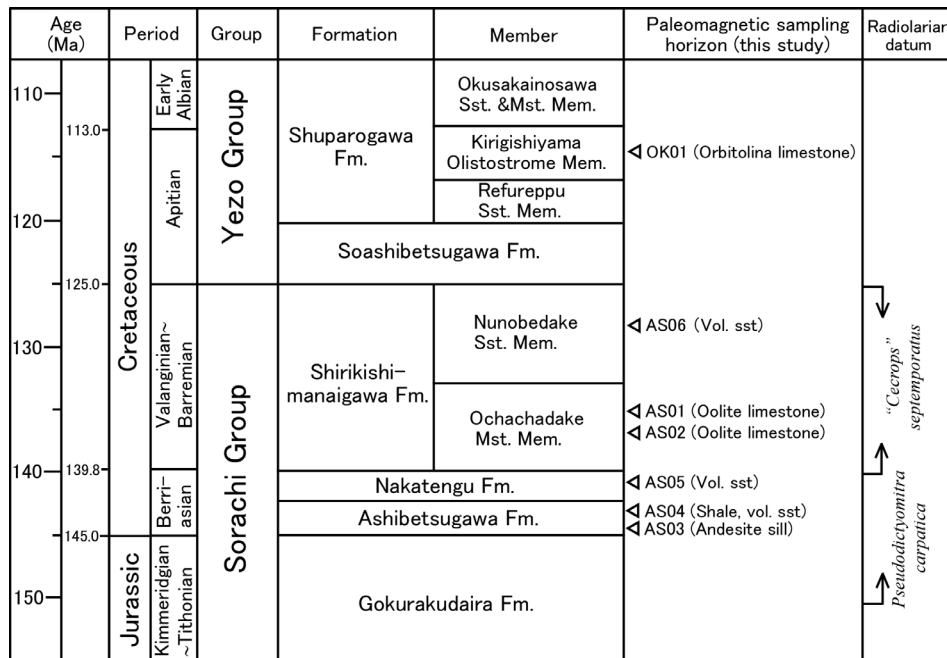 Age
(Ma)
Period
Group
Formation
Member
Paleomagnetic sampling
horizon (this study)
Radiolarian
datum
110
120
130
140
150
113.0
125.0
139.8
145.0
Cretaceous
Jurassic
Early
Albian
Apitian
Valanginian~
Barremian
Berri-
asian
Kimmeridgian
~Tithonian
Yezo Group
Sorachi Group
Shuparogawa
Fm.
Okusakainosawa
Sst. &Mst. Mem.
Kirigishiyama
Olistostrome Mem.
Refureppu
Sst. Mem.
Soashibetsugawa Fm.
Shirikishi-
manaigawa Fm.
Nunobedake
Sst. Mem.
Ochachadake
Mst. Mem.
Nakatengu Fm.
Ashibetsugawa Fm.
Gokurakudaira Fm.
OK01 (Orbitolina limestone)
AS06 (Vol. sst)
AS01 (Oolite limestone)
AS02 (Oolite limestone)
AS05 (Vol. sst)
AS04 (Shale, vol. sst)
AS03 (Andesite sill)
“Cecrops”
septemporatus
Pseudodictyomitra
carpatica